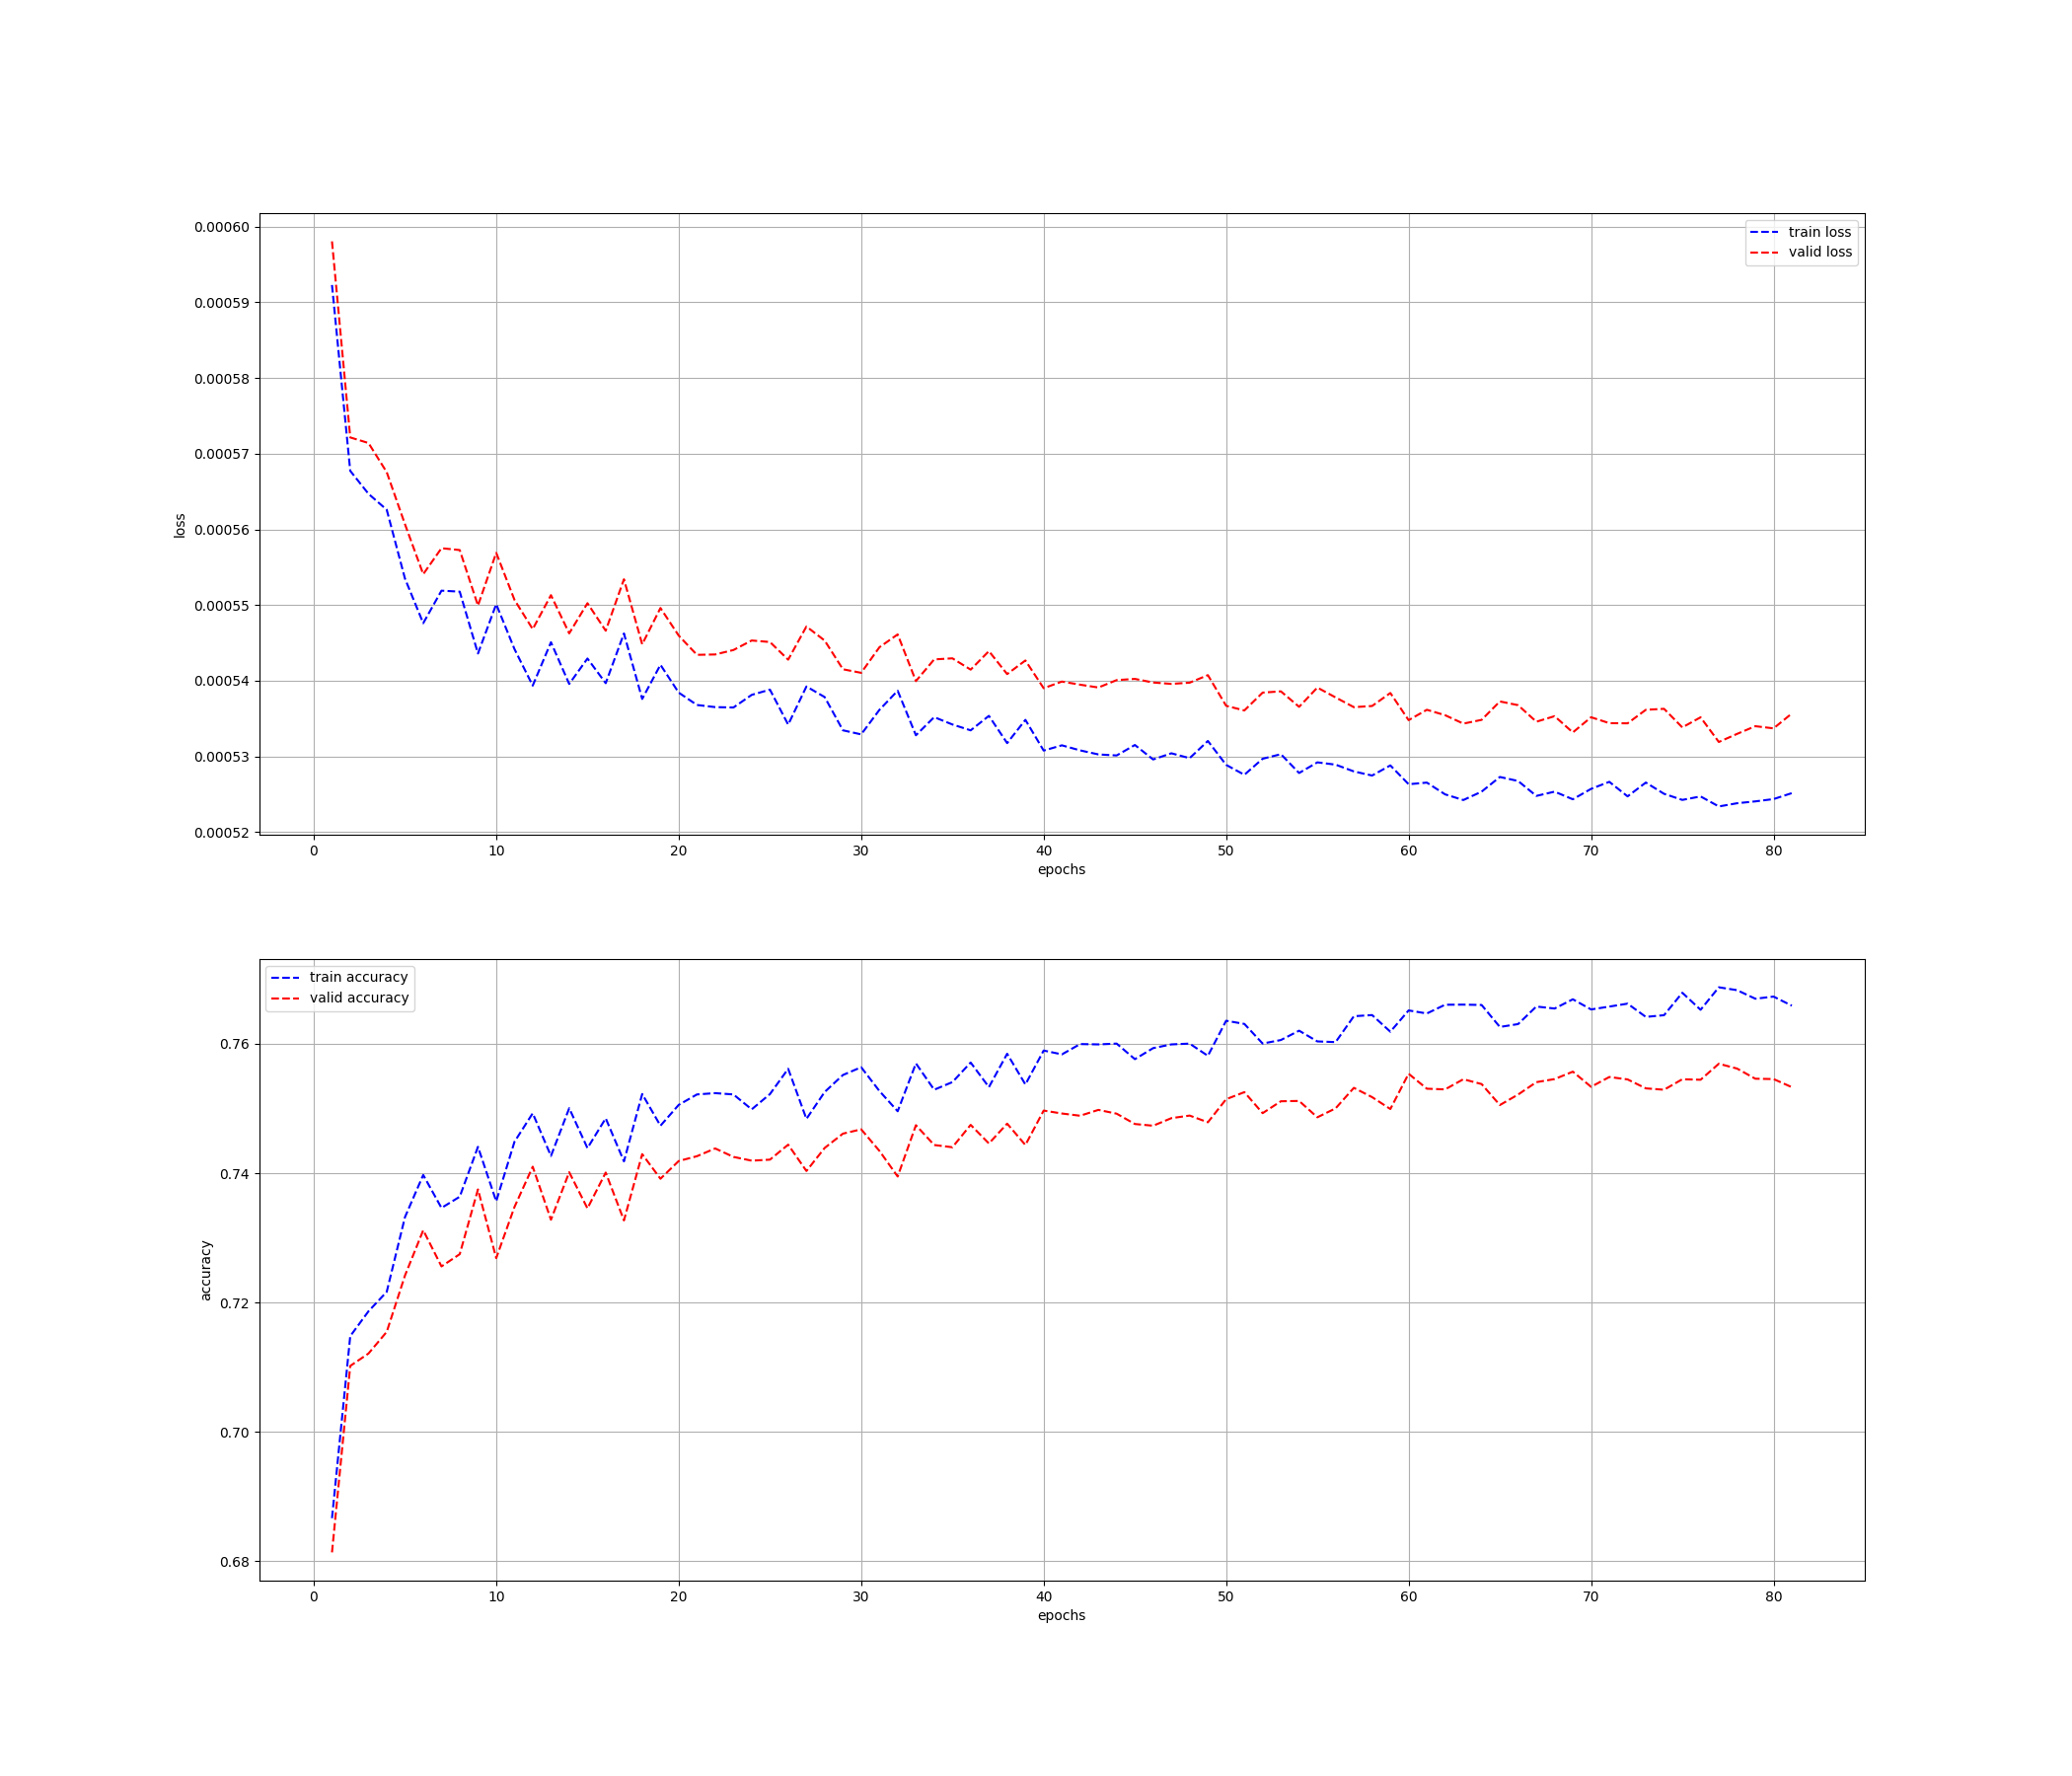 train loss
valid loss
0.00060
0.00059
0.00058
0.00057
0.00056
0.00055
0.00054
0.00053
0.00052
loss
0 10 20 30 40 50 60 70 80
epochs
train accuracy
valid accuracy
0.76
0.74
0.72
0.70
0.68
accuracy
0 10 20 30 40 50 60 70 80
epochs